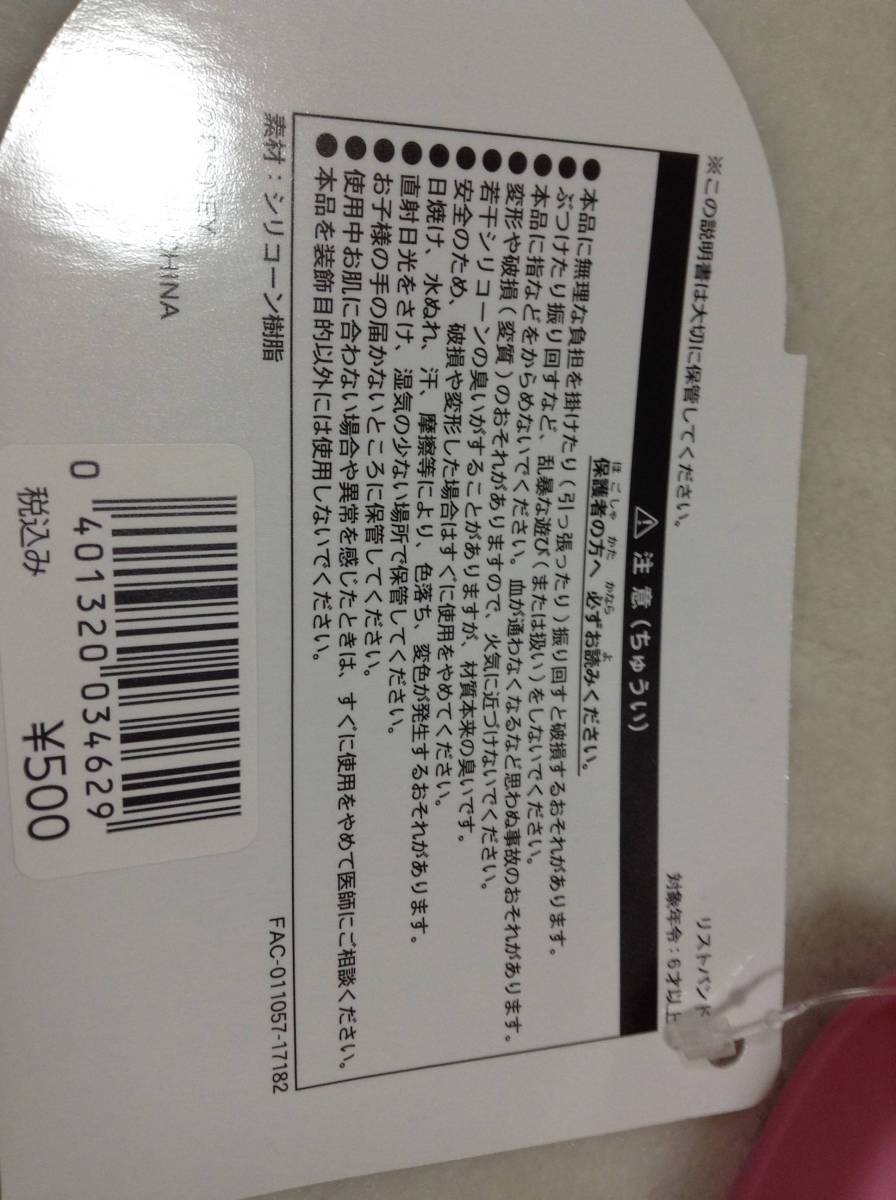 リストバンド
対象年令：6才以上
※この説明書は大切に保管してください。
⚠ 注 意 (ちゅうい)
保護者の方へ 必ずお読みください。
ほ ご しゃ かた かなら よ
●本品に無理な負担を掛けたり(引っ張ったり)振り回すと破損するおそれがあります。
●ぶつけたり振り回すなど、乱暴な遊び(または扱い)をしないでください。
●本品に指などをからめないでください。血が通わなくなるなど思わぬ事故のおそれがあります。
●変形や破損(変質)のおそれがありますので、火気に近づけないでください。
●若干シリコーンの臭いがすることがありますが、材質本来の臭いです。
●安全のため、破損や変形した場合はすぐに使用をやめてください。
●日焼け、水ぬれ、汗、摩擦等により、色落ち、変色が発生するおそれがあります。
●直射日光をさけ、湿気の少ない場所で保管してください。
●お子様の手の届かないところに保管してください。
●使用中お肌に合わない場合や異常を感じたときは、すぐに使用をやめて医師にご相談ください。
●本品を装飾目的以外には使用しないでください。
素材：シリコーン樹脂
FAC-011057-17182
DISNEY
CHINA
0 401320 034629
税込み
¥500